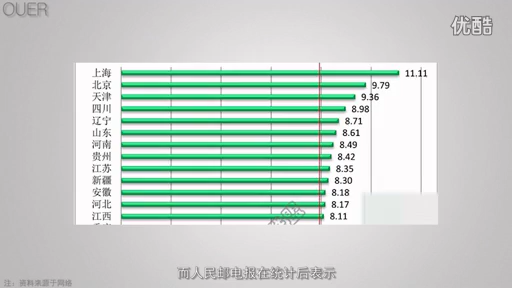 OUER
优酷
上海 11.11
北京 9.79
天津 9.36
四川 8.98
辽宁 8.71
山东 8.61
河南 8.49
贵州 8.42
江苏 8.35
新疆 8.30
安徽 8.18
河北 8.17
江西 8.11
而人民邮电报在统计后表示
注：资料来源于网络